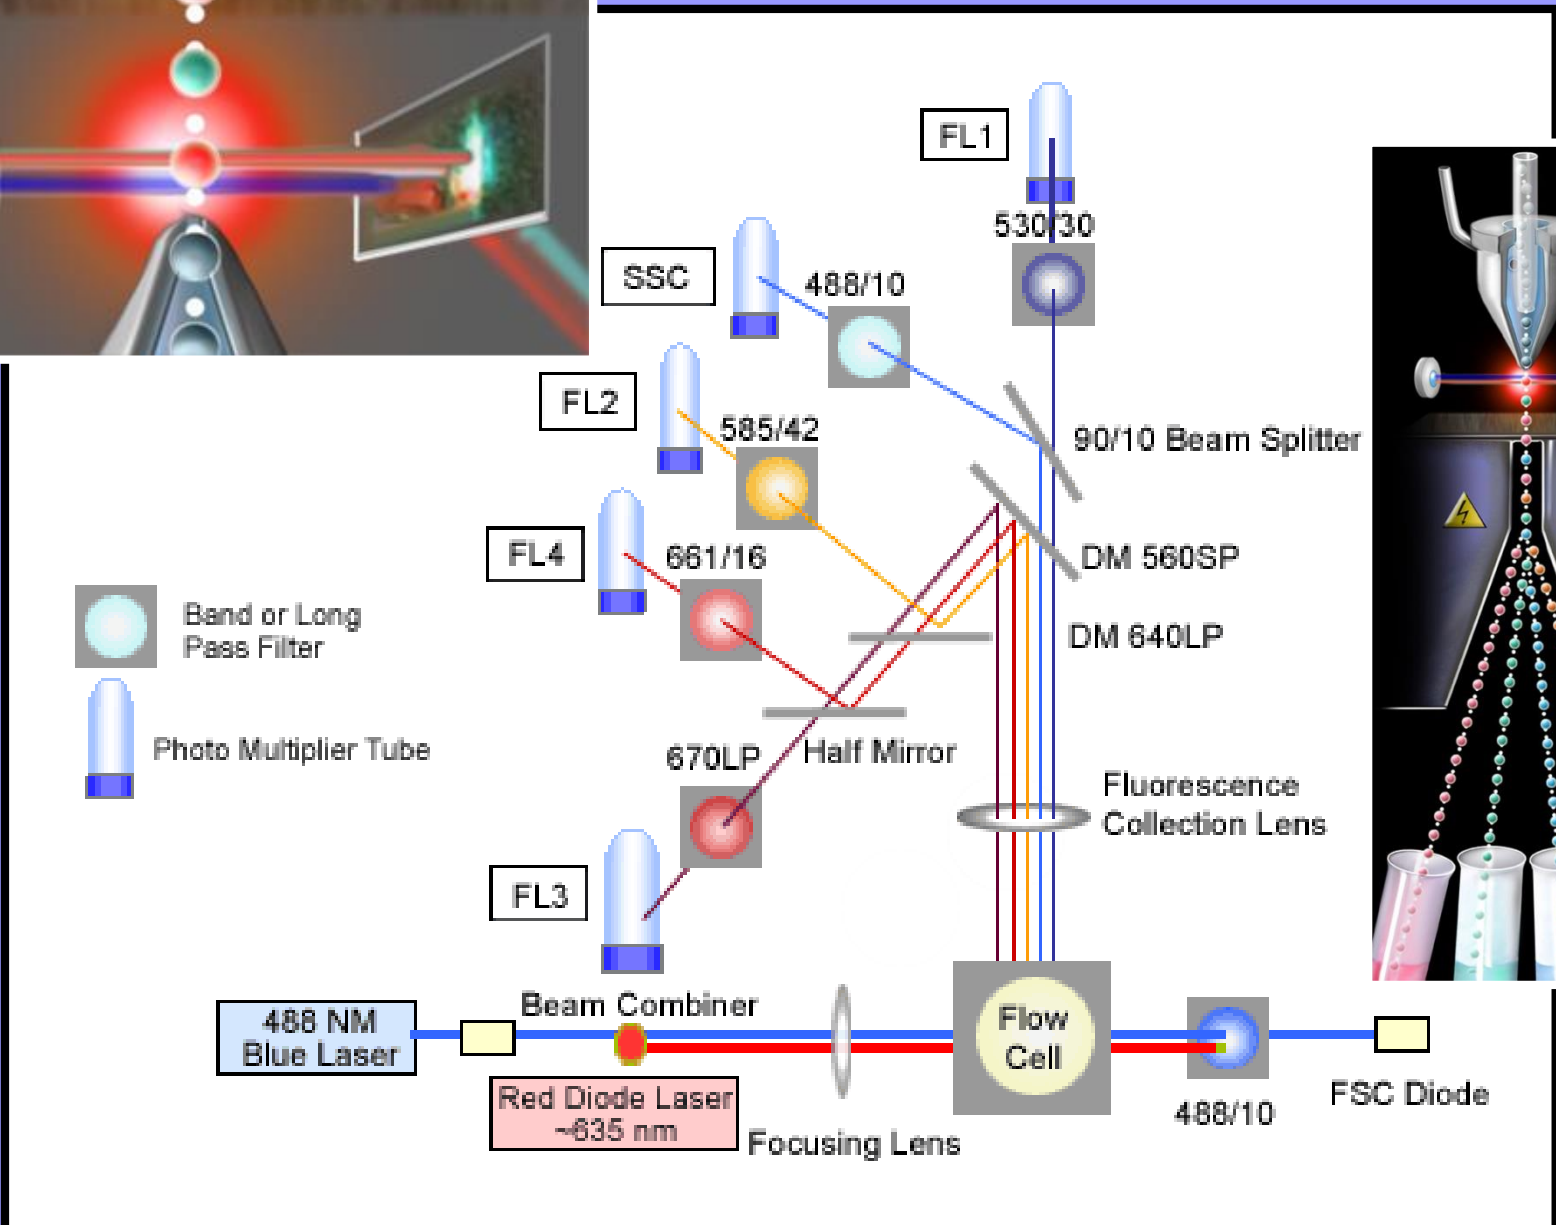 FL1
530/30
SSC
488/10
FL2
585/42
90/10 Beam Splitter
FL4
661/16
DM 560SP
Band or Long
Pass Filter
DM 640LP
Photo Multiplier Tube
670LP
Half Mirror
Fluorescence
Collection Lens
FL3
Beam Combiner
488 NM
Blue Laser
Flow
Cell
Red Diode Laser
~635 nm
FSC Diode
488/10
Focusing Lens